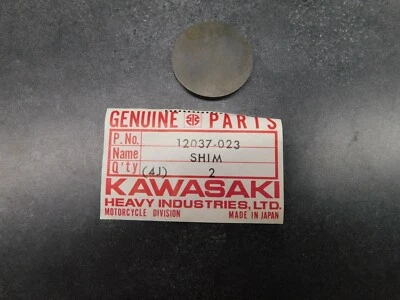 GENUINE PARTS
P. No. 12037-023
Name SHIM
Q'ty (4J) 2
KAWASAKI
HEAVY INDUSTRIES, LTD.
MOTORCYCLE DIVISION MADE IN JAPAN